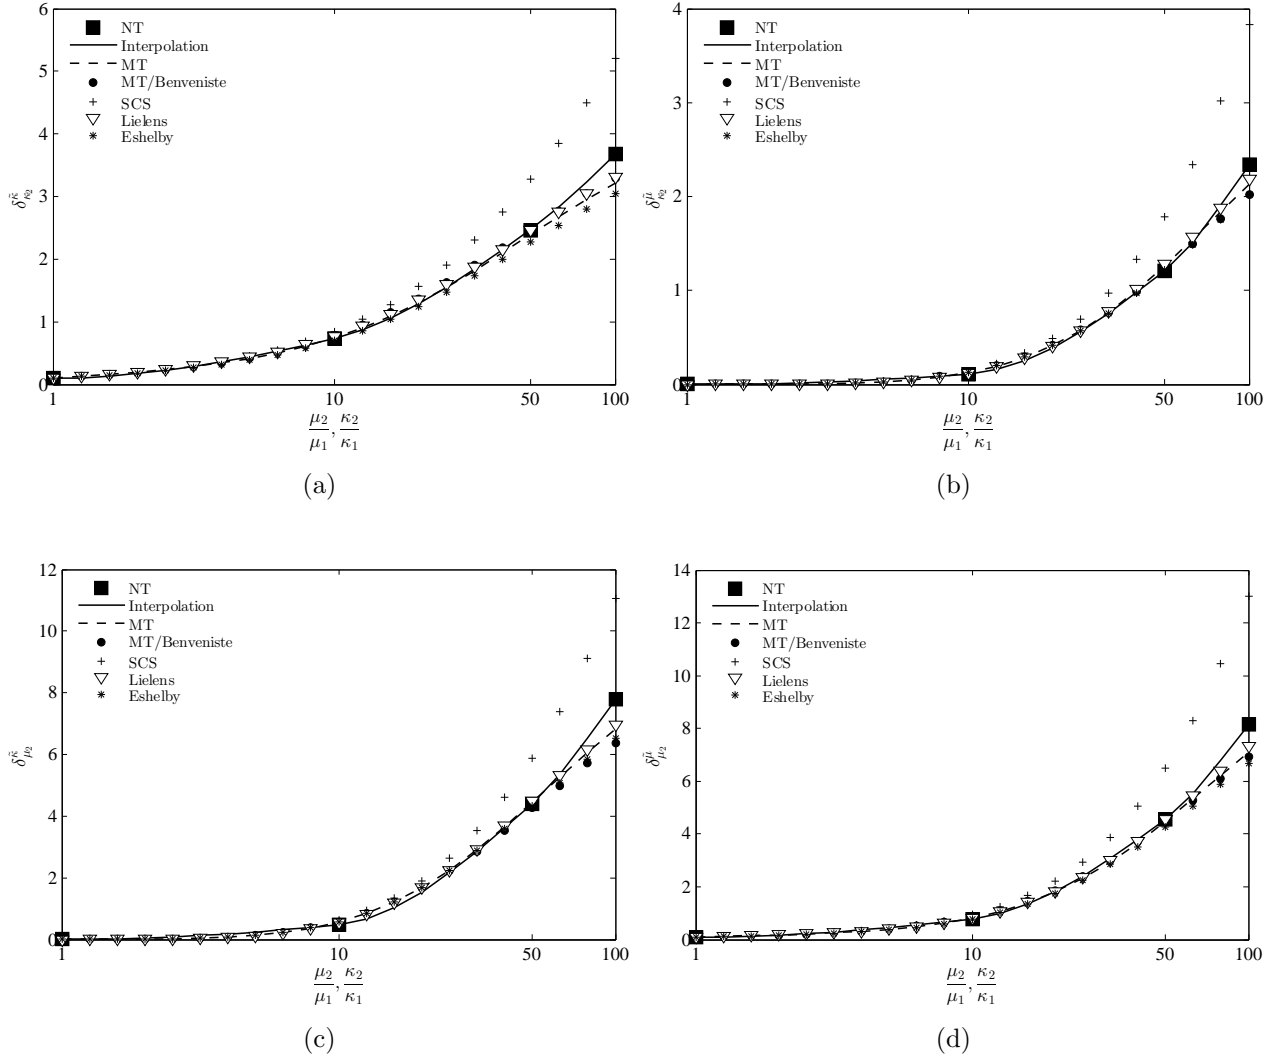 6
5
4
3
2
1
0
NT
Interpolation
MT
MT/Benveniste
SCS
Lielens
Eshelby
δ^κ̃_κ₂
1 10 50 100
μ₂/μ₁, κ₂/κ₁
(a)
4
3
2
1
0
NT
Interpolation
MT
MT/Benveniste
SCS
Lielens
Eshelby
δ^μ̃_κ₂
1 10 50 100
μ₂/μ₁, κ₂/κ₁
(b)
12
10
8
6
4
2
0
NT
Interpolation
MT
MT/Benveniste
SCS
Lielens
Eshelby
δ^κ̃_μ₂
1 10 50 100
μ₂/μ₁, κ₂/κ₁
(c)
14
12
10
8
6
4
2
0
NT
Interpolation
MT
MT/Benveniste
SCS
Lielens
Eshelby
δ^μ̃_μ₂
1 10 50 100
μ₂/μ₁, κ₂/κ₁
(d)